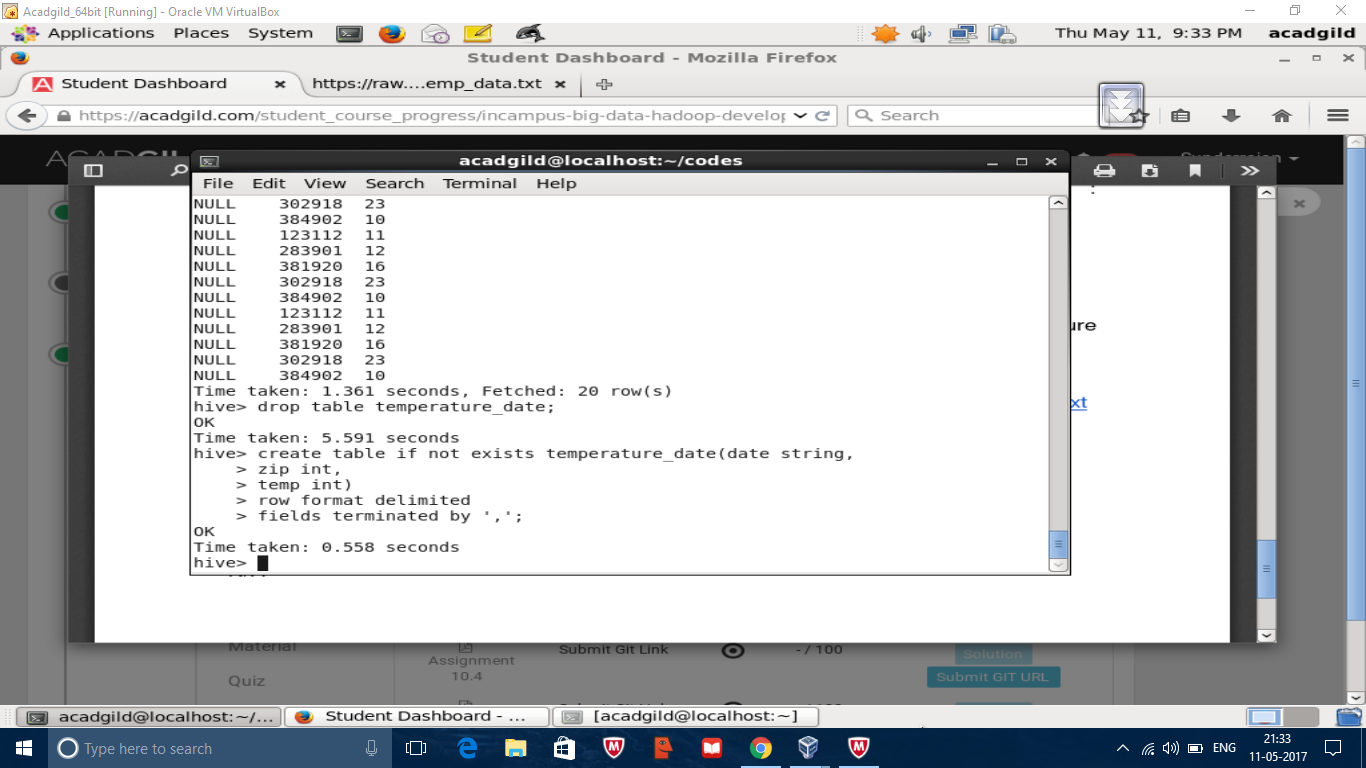 Acadgild_64bit [Running] - Oracle VM VirtualBox
Applications Places System Thu May 11, 9:33 PM acadgild
Student Dashboard - Mozilla Firefox
Student Dashboard https://raw....emp_data.txt
https://acadgild.com/student_course_progress/incampus-big-data-hadoop-develop Search
acadgild@localhost:~/codes
File Edit View Search Terminal Help
NULL 302918 23
NULL 384902 10
NULL 123112 11
NULL 283901 12
NULL 381920 16
NULL 302918 23
NULL 384902 10
NULL 123112 11
NULL 283901 12
NULL 381920 16
NULL 302918 23
NULL 384902 10
Time taken: 1.361 seconds, Fetched: 20 row(s)
hive> drop table temperature_date;
OK
Time taken: 5.591 seconds
hive> create table if not exists temperature_date(date string,
> zip int,
> temp int)
> row format delimited
> fields terminated by ',';
OK
Time taken: 0.558 seconds
hive>
ure
xt
Material
Assignment
10.4
Submit Git Link
- / 100
Solution
Submit GIT URL
Quiz
acadgild@localhost:~/... Student Dashboard - ... [acadgild@localhost:~]
Type here to search
ENG
21:33
11-05-2017